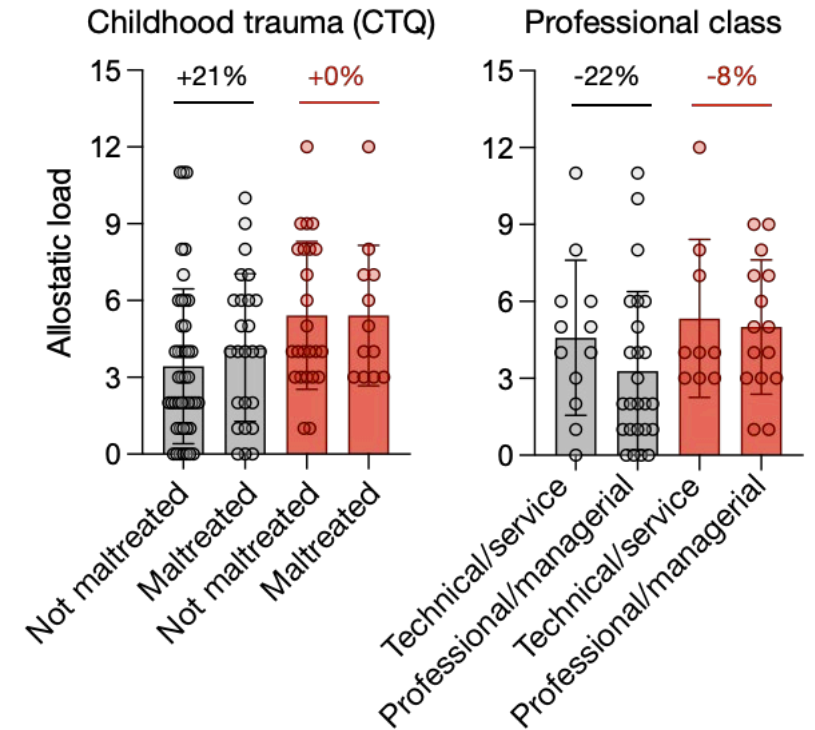 Childhood trauma (CTQ)
Professional class
+21%
+0%
-22%
-8%
Allostatic load
15
12
9
6
3
0
15
12
9
6
3
0
Not maltreated
Maltreated
Not maltreated
Maltreated
Technical/service
Professional/managerial
Technical/service
Professional/managerial